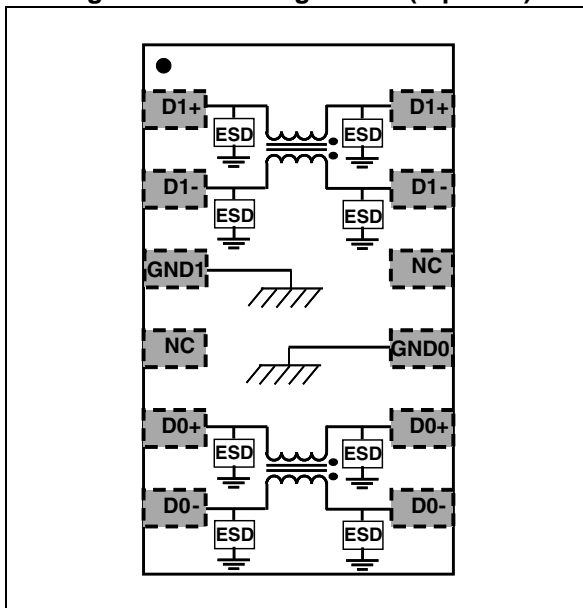 D1+ D1+
ESD ESD
D1- D1-
ESD ESD
GND1 NC
NC GND0
D0+ D0+
ESD ESD
D0- D0-
ESD ESD